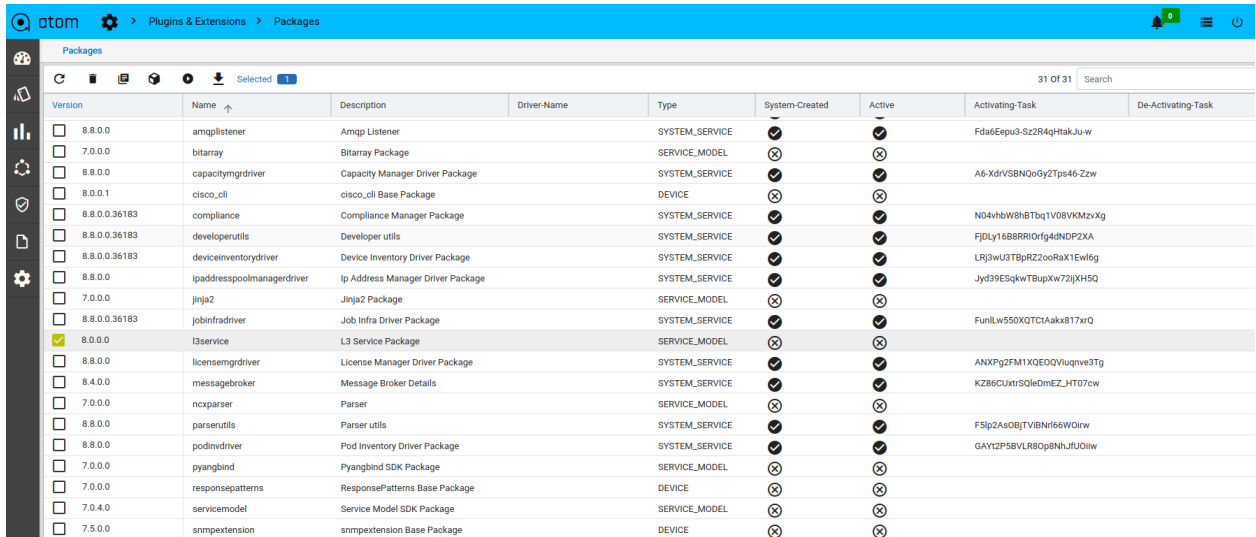 atom > Plugins & Extensions > Packages 0
Packages
Selected 1 31 Of 31 Search
Version Name Description Driver-Name Type System-Created Active Activating-Task De-Activating-Task
8.8.0.0 amqplistener Amqp Listener SYSTEM_SERVICE Fda6Eepu3-Sz2R4qHtakJu-w
7.0.0.0 bitarray Bitarray Package SERVICE_MODEL
8.8.0.0 capacitymgrdriver Capacity Manager Driver Package SYSTEM_SERVICE A6-XdrVSBNQoGy2Tps46-Zzw
8.0.0.1 cisco_cli cisco_cli Base Package DEVICE
8.8.0.0.36183 compliance Compliance Manager Package SYSTEM_SERVICE N04vhbW8hBTbq1V08VKMzvXg
8.8.0.0.36183 developerutils Developer utils SYSTEM_SERVICE FjDLy16B8RRIOrfg4dNDP2XA
8.8.0.0.36183 deviceinventorydriver Device Inventory Driver Package SYSTEM_SERVICE LRj3wU3TBpRZ2ooRaX1Ewl6g
8.8.0.0 ipaddresspoolmanagerdriver Ip Address Manager Driver Package SYSTEM_SERVICE Jyd39ESqkwTBupXw72ijXH5Q
7.0.0.0 jinja2 Jinja2 Package SERVICE_MODEL
8.8.0.0.36183 jobinfradriver Job Infra Driver Package SYSTEM_SERVICE FunlLw550XQTCtAakx817xrQ
8.0.0.0 l3service L3 Service Package SERVICE_MODEL
8.8.0.0 licensemgrdriver License Manager Driver Package SYSTEM_SERVICE ANXPg2FM1XQEOQViuqnve3Tg
8.4.0.0 messagebroker Message Broker Details SYSTEM_SERVICE KZ86CUxtrSQleDmEZ_HT07cw
7.0.0.0 ncxparser Parser SERVICE_MODEL
8.8.0.0 parserutils Parser utils SYSTEM_SERVICE F5lp2AsOBjTViBNrl66WOirw
8.8.0.0 podinvdriver Pod Inventory Driver Package SYSTEM_SERVICE GAYt2P5BVLR8Op8NhJfUOiiw
7.0.0.0 pyangbind Pyangbind SDK Package SERVICE_MODEL
7.0.0.0 responsepatterns ResponsePatterns Base Package DEVICE
7.0.4.0 servicemodel Service Model SDK Package SERVICE_MODEL
7.5.0.0 snmpextension snmpextension Base Package DEVICE